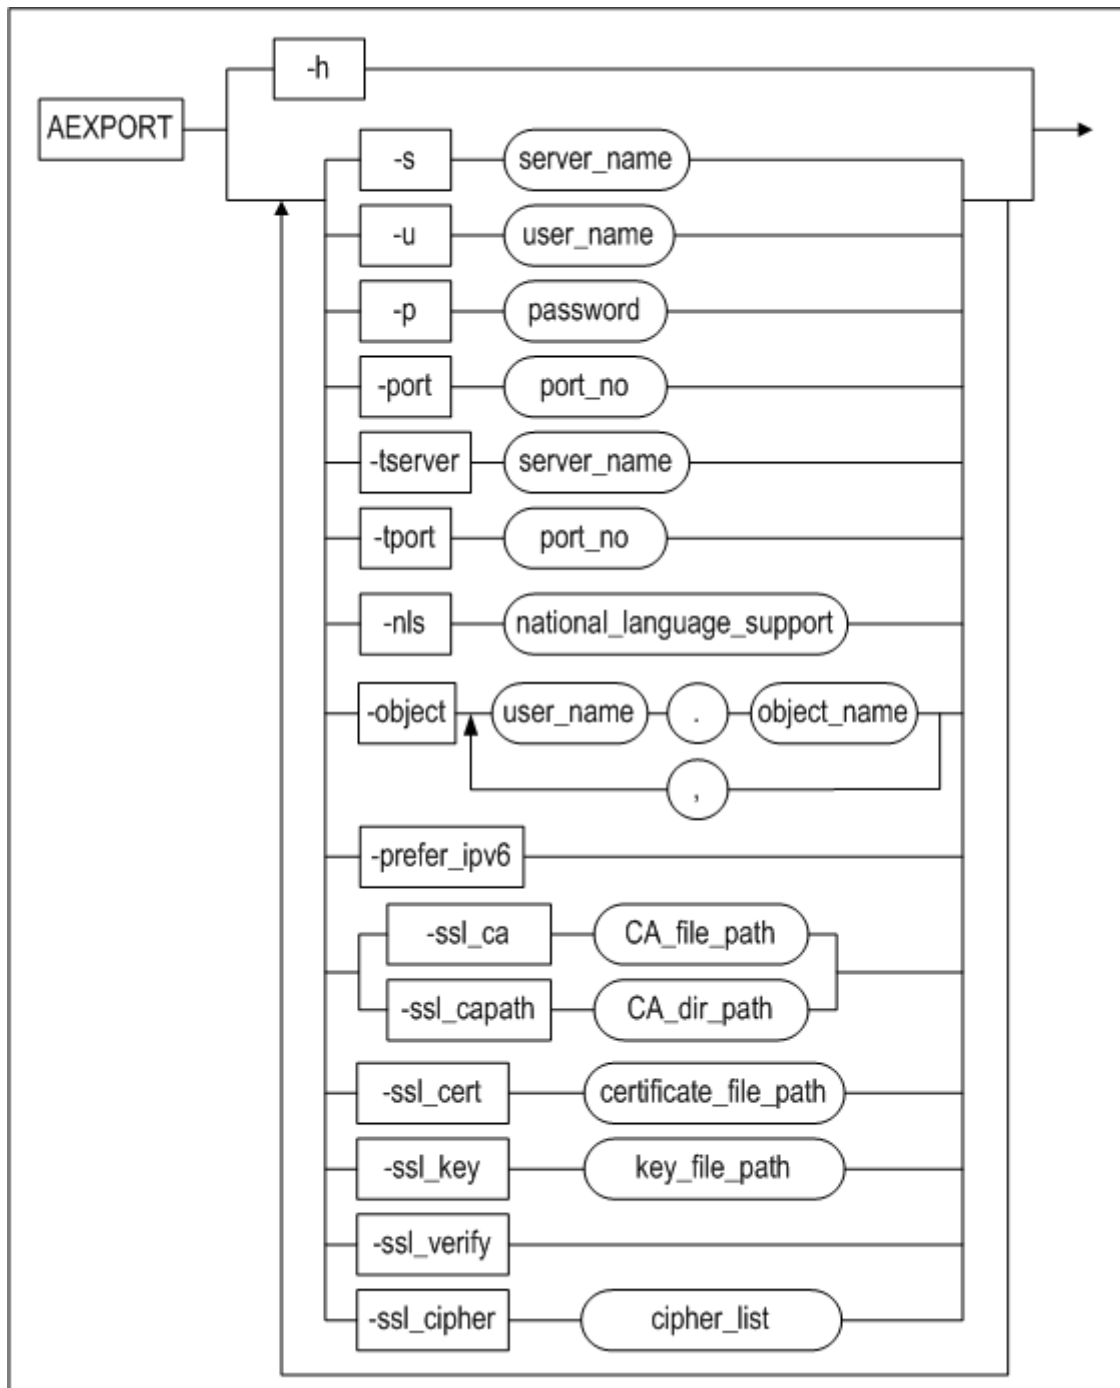 -h
AEXPORT
-s server_name
-u user_name
-p password
-port port_no
-tserver server_name
-tport port_no
-nls national_language_support
-object user_name . object_name
,
-prefer_ipv6
-ssl_ca CA_file_path
-ssl_capath CA_dir_path
-ssl_cert certificate_file_path
-ssl_key key_file_path
-ssl_verify
-ssl_cipher cipher_list